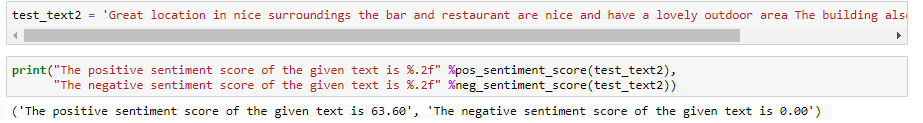 test_text2 = 'Great location in nice surroundings the bar and restaurant are nice and have a lovely outdoor area The building also
print("The positive sentiment score of the given text is %.2f" %pos_sentiment_score(test_text2),
"The negative sentiment score of the given text is %.2f" %neg_sentiment_score(test_text2))
('The positive sentiment score of the given text is 63.60', 'The negative sentiment score of the given text is 0.00')